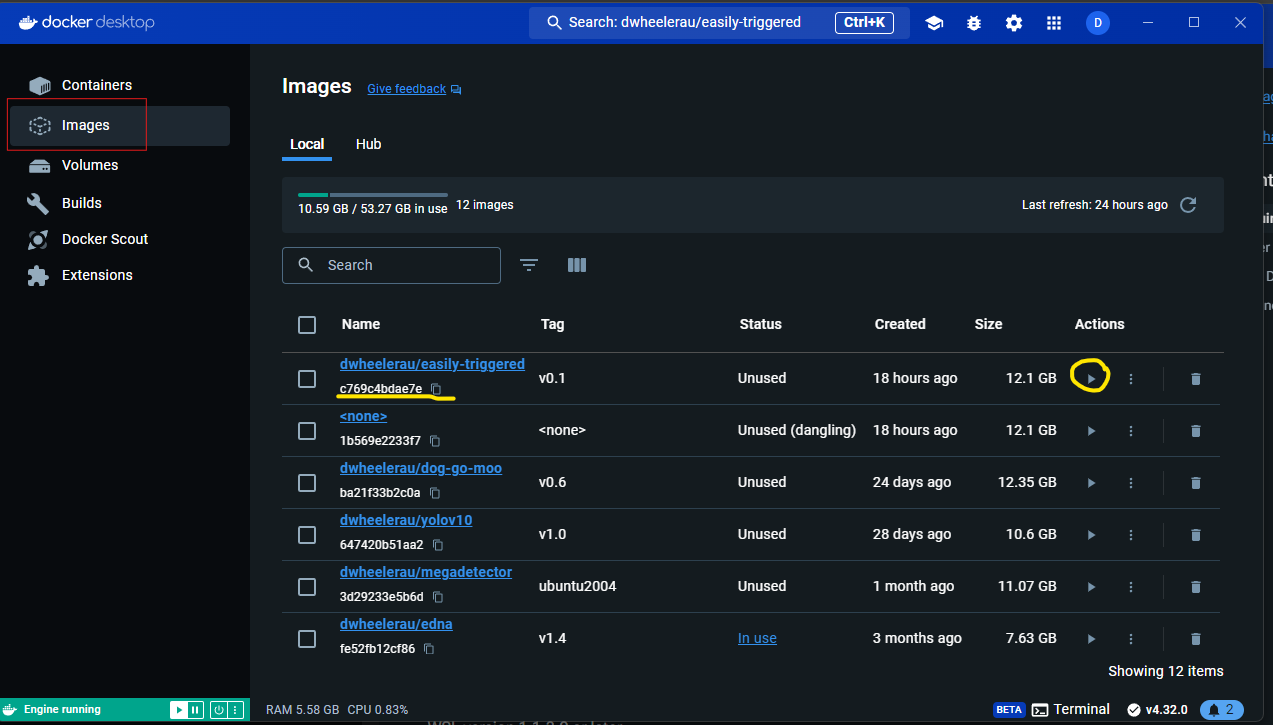 docker desktop
Search: dwheelerau/easily-triggered
Ctrl+K
D
Containers
Images
Volumes
Builds
Docker Scout
Extensions
Images
Give feedback
Local
Hub
10.59 GB / 53.27 GB in use
12 images
Last refresh: 24 hours ago
Search
Name Tag Status Created Size Actions
dwheelerau/easily-triggered
c769c4bdae7e
v0.1 Unused 18 hours ago 12.1 GB
<none>
1b569e2233f7
<none> Unused (dangling) 18 hours ago 12.1 GB
dwheelerau/dog-go-moo
ba21f33b2c0a
v0.6 Unused 24 days ago 12.35 GB
dwheelerau/yolov10
647420b51aa2
v1.0 Unused 28 days ago 10.6 GB
dwheelerau/megadetector
3d29233e5b6d
ubuntu2004 Unused 1 month ago 11.07 GB
dwheelerau/edna
fe52fb12cf86
v1.4 In use 3 months ago 7.63 GB
Showing 12 items
Engine running
RAM 5.58 GB CPU 0.83%
BETA
Terminal
v4.32.0
2